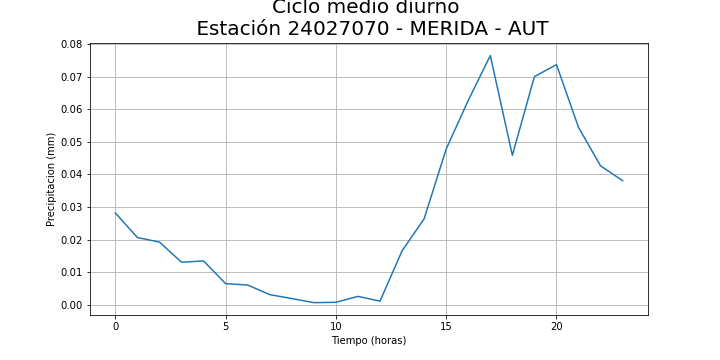 Ciclo medio diurno
Estación 24027070 - MERIDA - AUT
0.08
0.07
0.06
0.05
0.04
0.03
0.02
0.01
0.00
Precipitacion (mm)
0 5 10 15 20
Tiempo (horas)